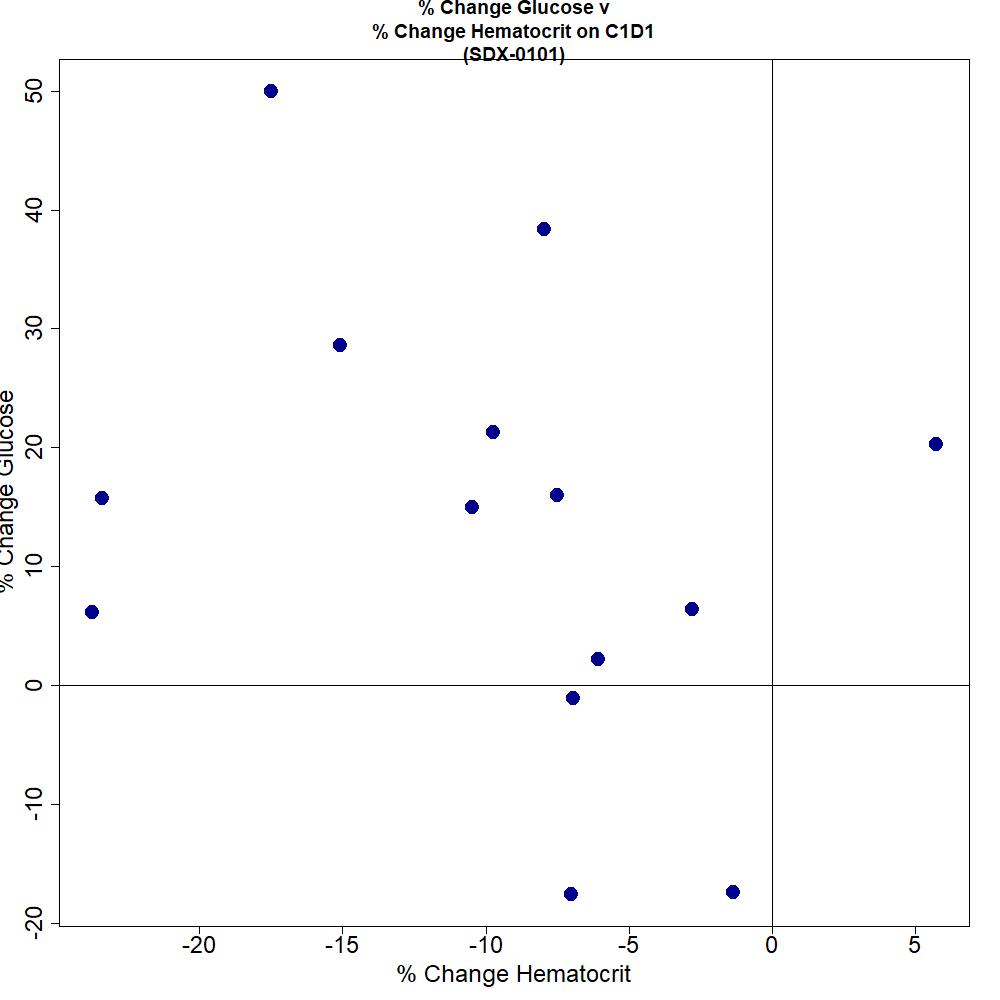 % Change Glucose v
% Change Hematocrit on C1D1
(SDX-0101)
% Change Glucose
50
40
30
20
10
0
-10
-20
-20 -15 -10 -5 0 5
% Change Hematocrit